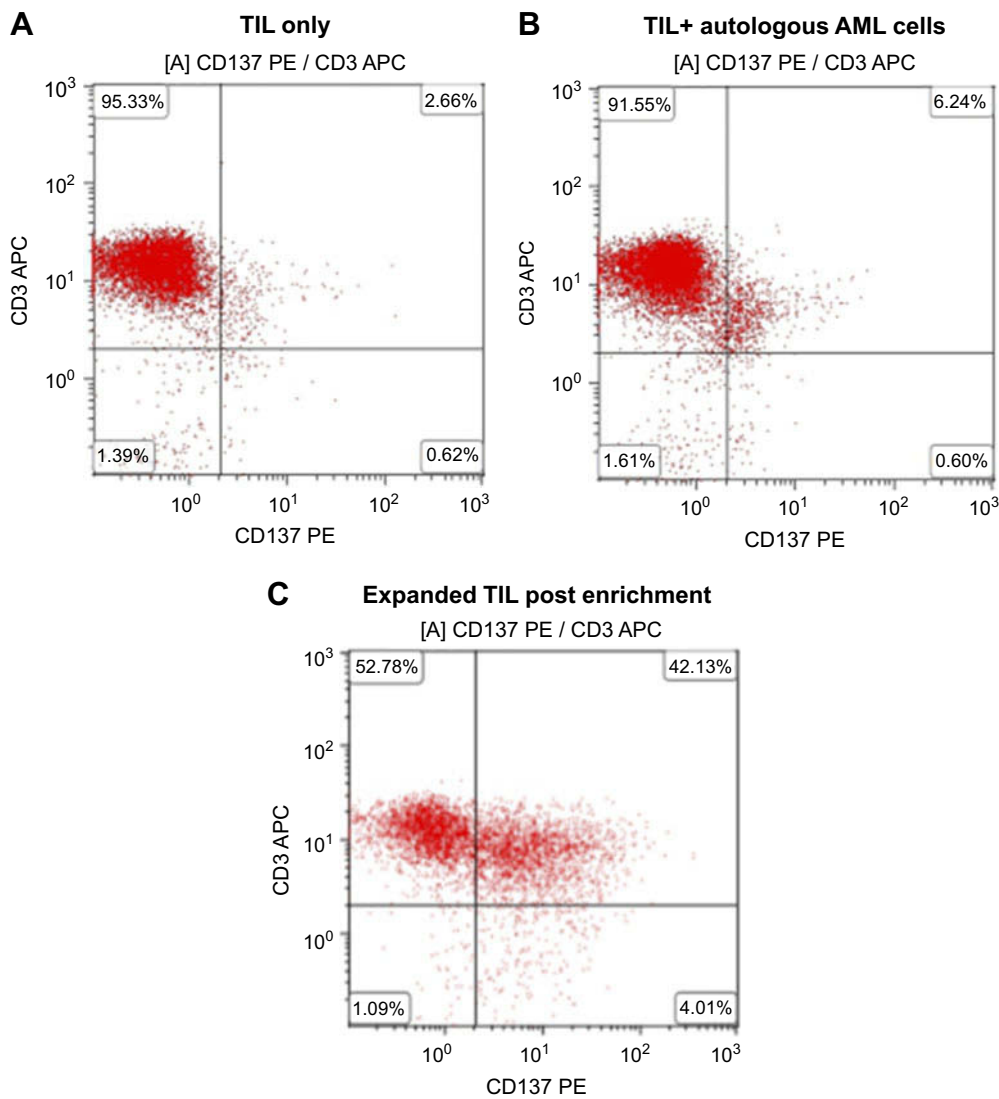 A
TIL only
[A] CD137 PE / CD3 APC
10³
95.33%
2.66%
10²
10¹
10⁰
1.39%
0.62%
CD3 APC
10⁰ 10¹ 10² 10³
CD137 PE
B
TIL+ autologous AML cells
[A] CD137 PE / CD3 APC
10³
91.55%
6.24%
10²
10¹
10⁰
1.61%
0.60%
CD3 APC
10⁰ 10¹ 10² 10³
CD137 PE
C
Expanded TIL post enrichment
[A] CD137 PE / CD3 APC
10³
52.78%
42.13%
10²
10¹
10⁰
1.09%
4.01%
CD3 APC
10⁰ 10¹ 10² 10³
CD137 PE